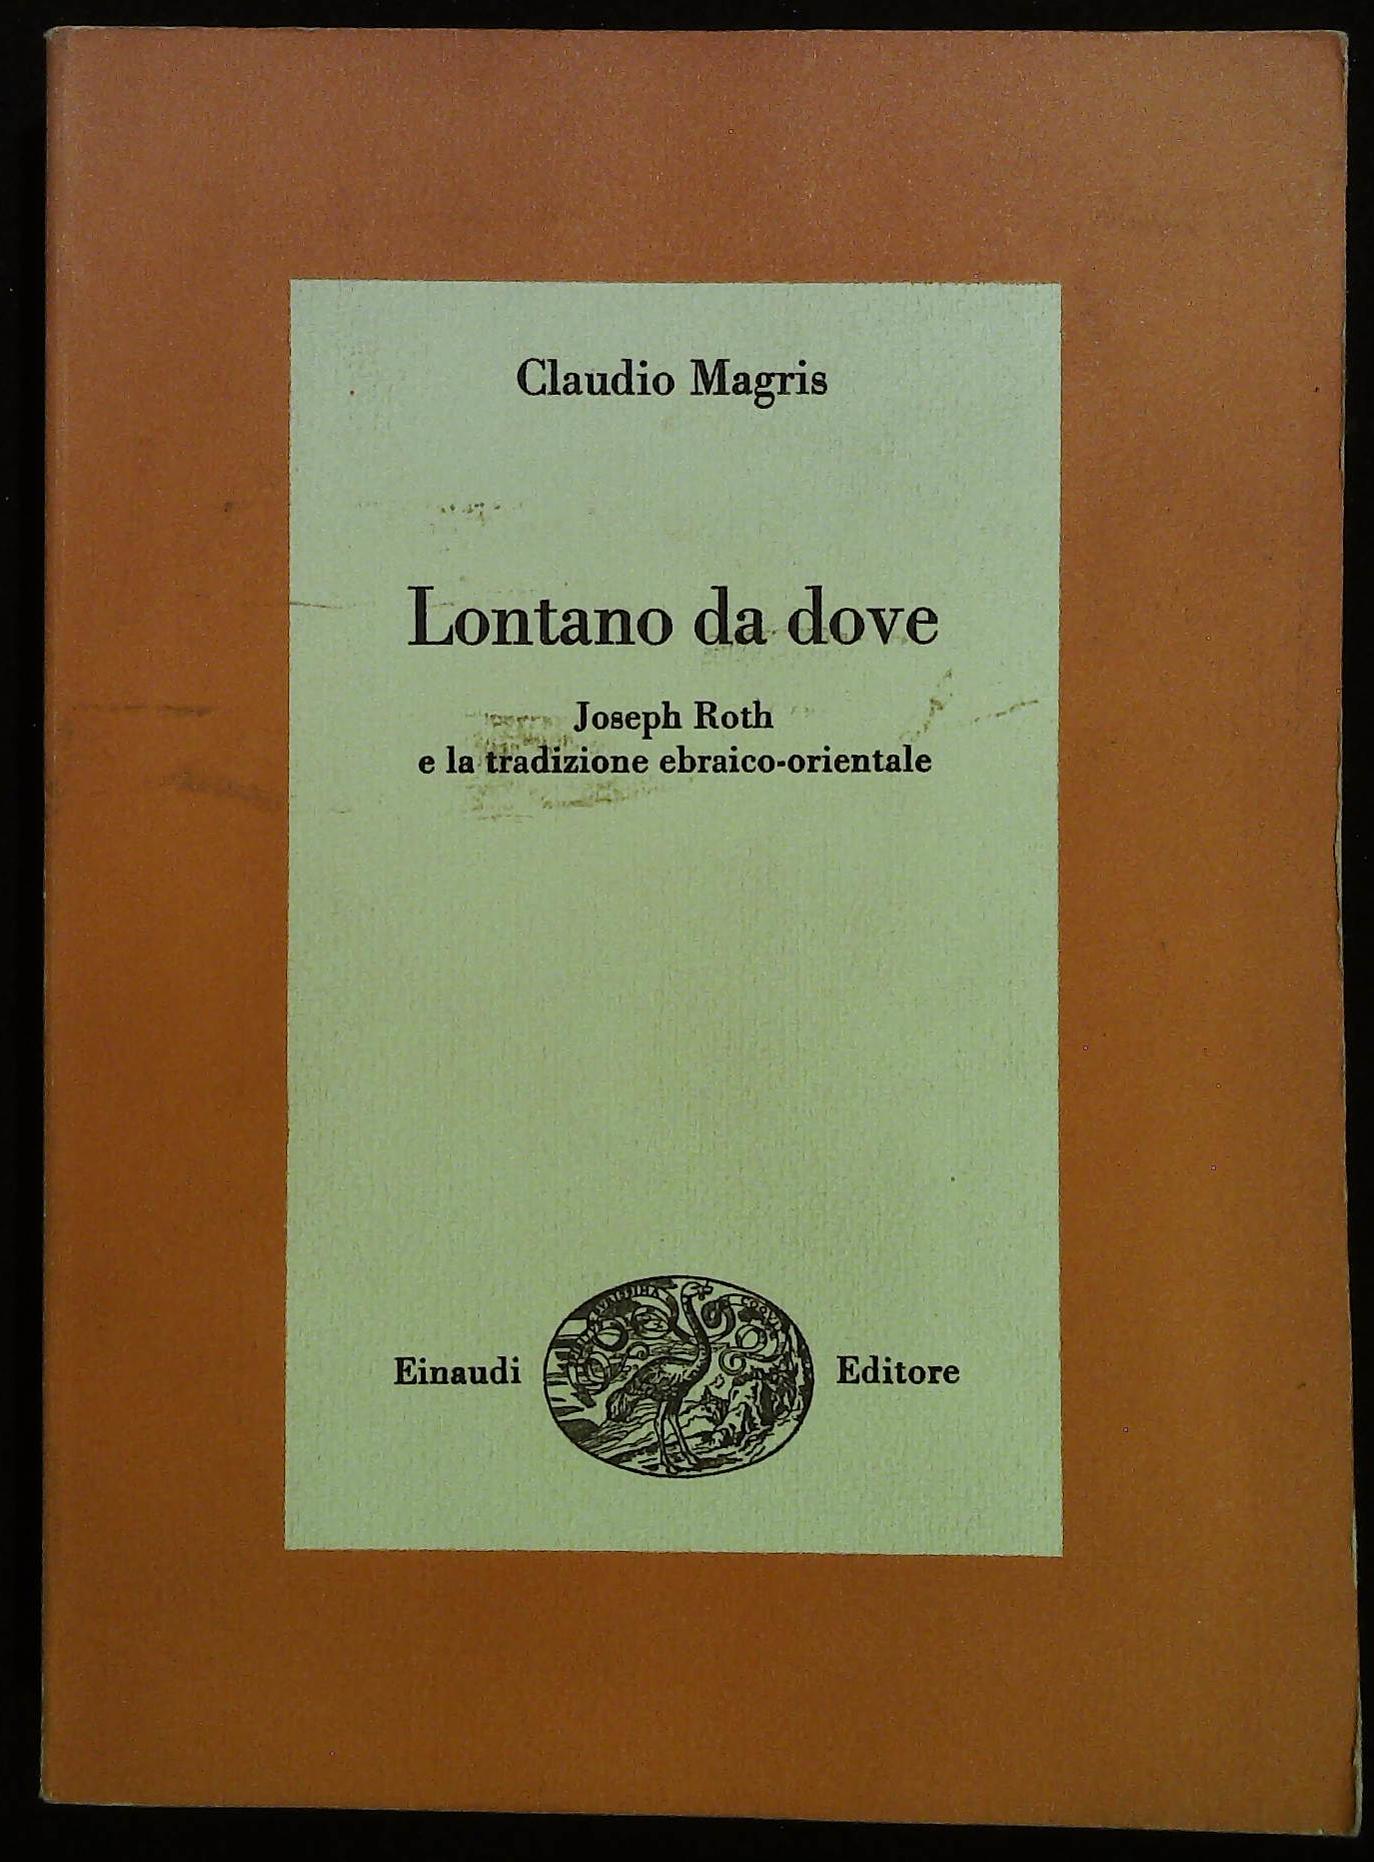 Claudio Magris
Lontano da dove
Joseph Roth
e la tradizione ebraico-orientale
Einaudi
Editore